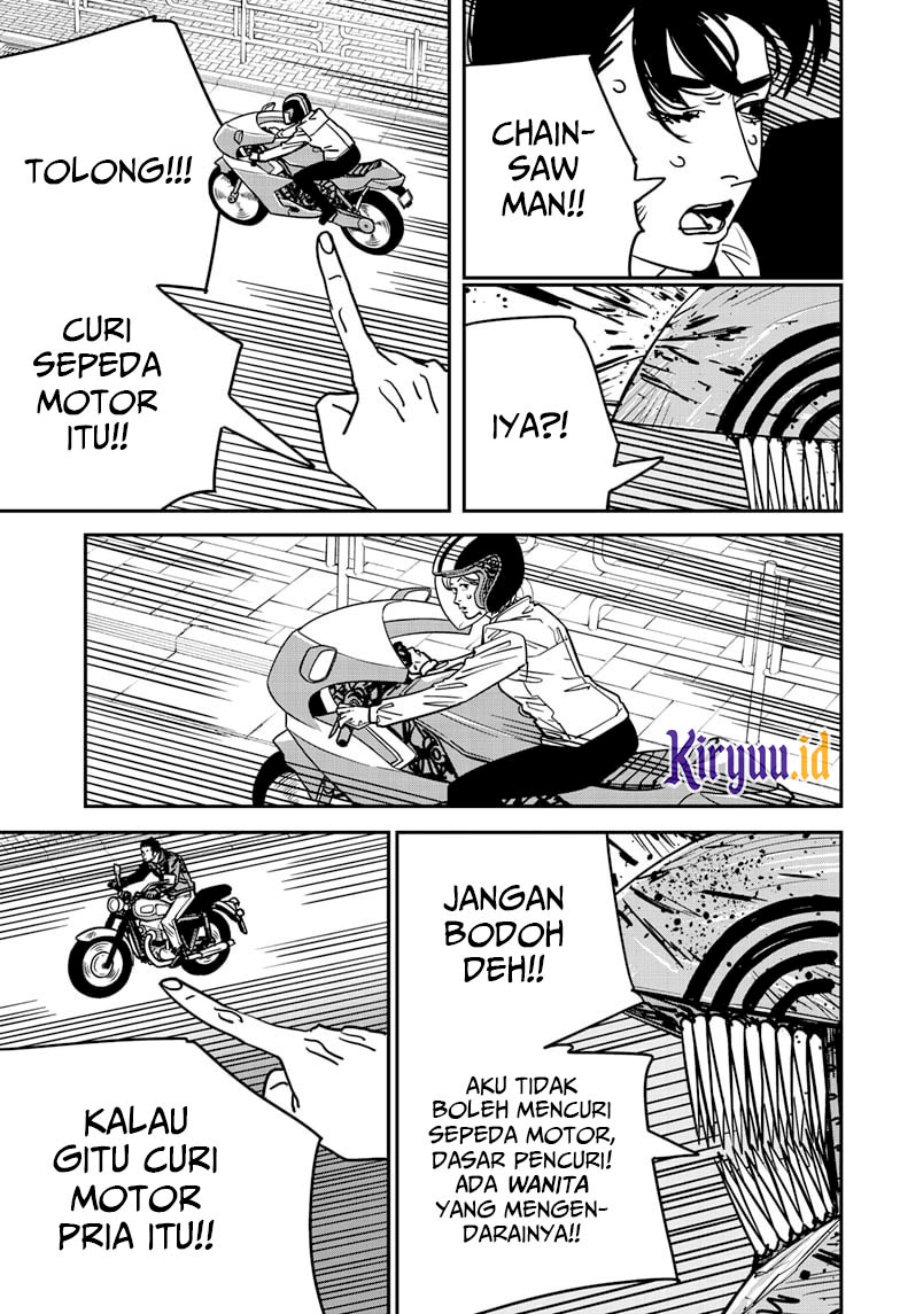 CHAIN-
SAW
MAN!!
IYA?!
TOLONG!!!
CURI
SEPEDA
MOTOR
ITU!!
Kiryuu.id
JANGAN
BODOH
DEH!!
AKU TIDAK
BOLEH MENCURI
SEPEDA MOTOR,
DASAR PENCURI!
ADA WANITA
YANG MENGEN-
DARAINYA!!
KALAU
GITU CURI
MOTOR
PRIA ITU!!